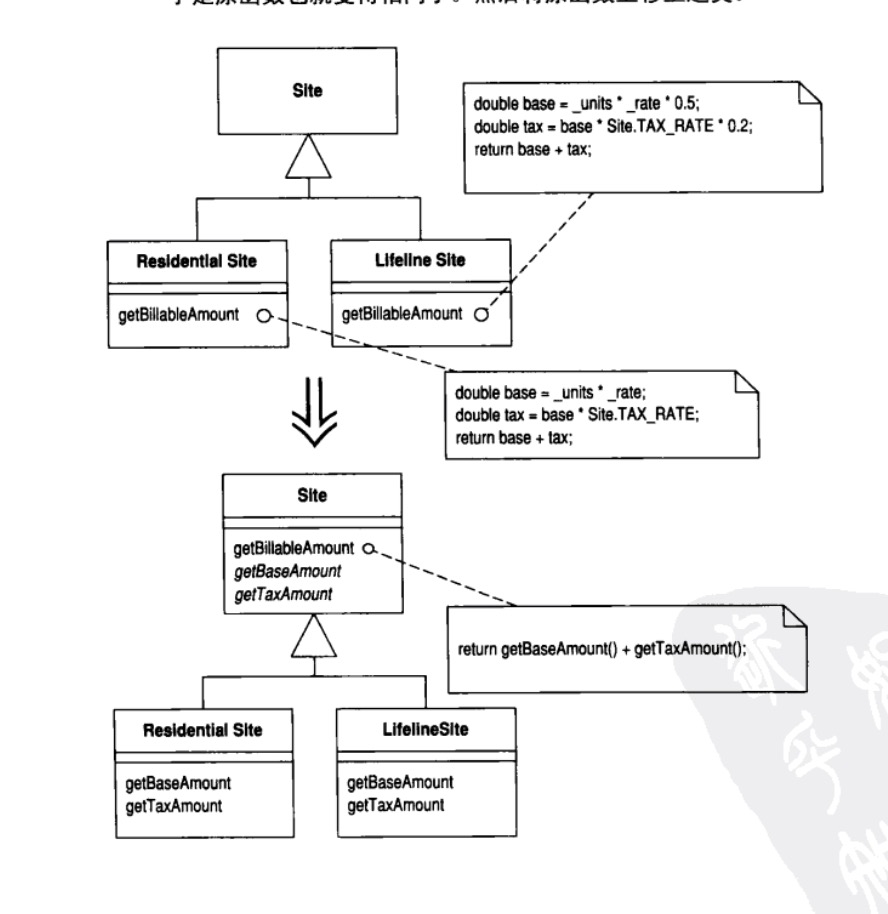 Site
double base = _units * _rate * 0.5;
double tax = base * Site.TAX_RATE * 0.2;
return base + tax;
Residential Site
Lifeline Site
getBillableAmount
getBillableAmount
double base = _units * _rate;
double tax = base * Site.TAX_RATE;
return base + tax;
Site
getBillableAmount
getBaseAmount
getTaxAmount
return getBaseAmount() + getTaxAmount();
Residential Site
LifelineSite
getBaseAmount
getTaxAmount
getBaseAmount
getTaxAmount